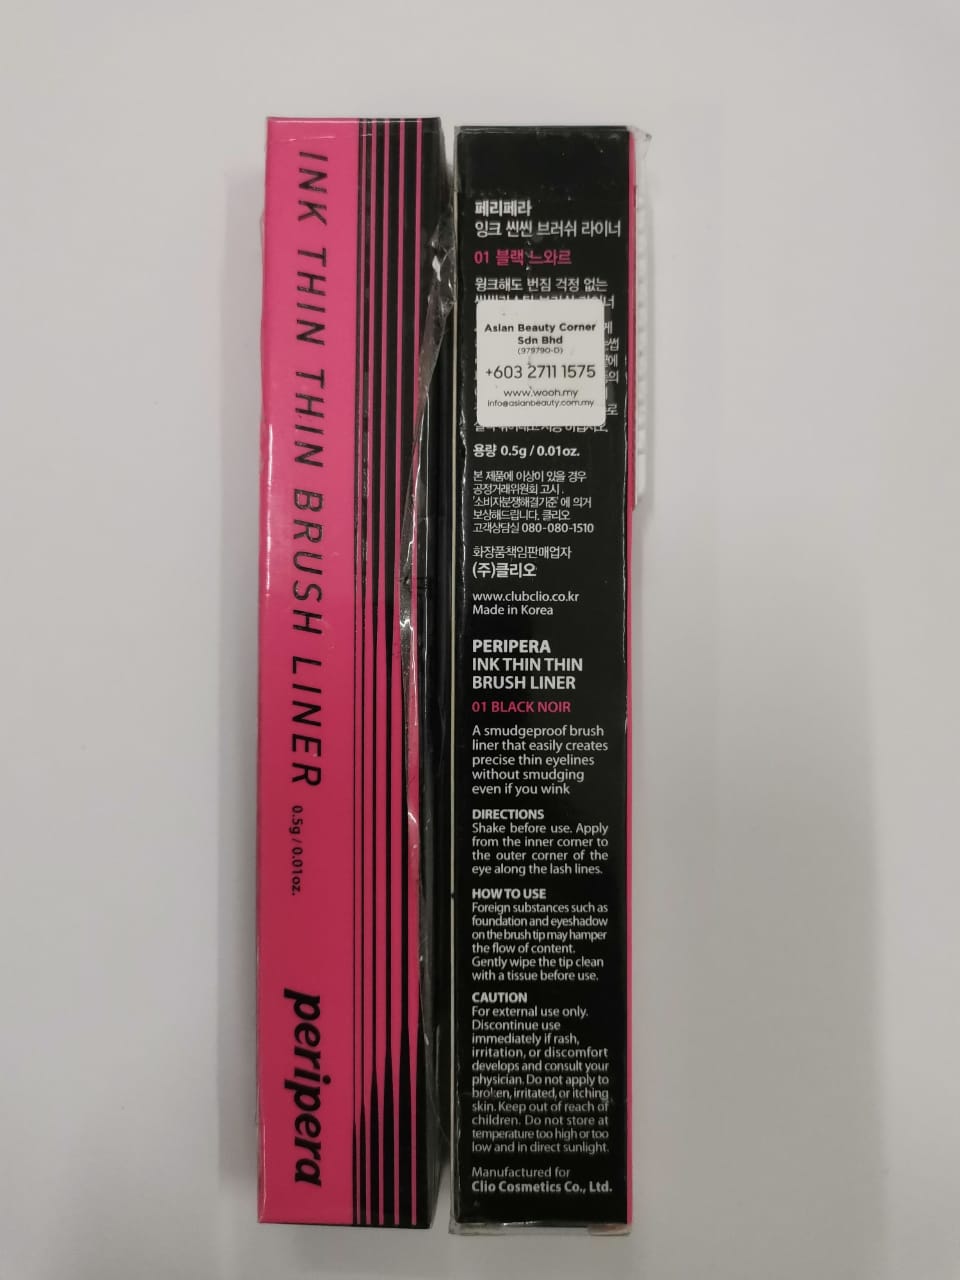 INK THIN THIN BRUSH LINER 0.5g / 0.01oz.
peripera
페리페라
잉크 씬씬 브러쉬 라이너
01 블랙 느와르
윙크해도 번짐 걱정 없는
Asian Beauty Corner
Sdn Bhd
(979790-D)
+603 2711 1575
www.wooh.my
info@asianbeauty.com.my
용량 0.5g / 0.01oz.
본 제품에 이상이 있을 경우
공정거래위원회 고시 .
'소비자분쟁해결기준' 에 의거
보상해드립니다. 클리오
고객상담실 080-080-1510
화장품책임판매업자
(주)클리오
www.clubclio.co.kr
Made in Korea
PERIPERA
INK THIN THIN
BRUSH LINER
01 BLACK NOIR
A smudgeproof brush
liner that easily creates
precise thin eyelines
without smudging
even if you wink
DIRECTIONS
Shake before use. Apply
from the inner corner to
the outer corner of the
eye along the lash lines.
HOW TO USE
Foreign substances such as
foundation and eyeshadow
on the brush tip may hamper
the flow of content.
Gently wipe the tip clean
with a tissue before use.
CAUTION
For external use only.
Discontinue use
immediately if rash,
irritation, or discomfort
develops and consult your
physician. Do not apply to
broken, irritated, or itching
skin. Keep out of reach of
children. Do not store at
temperature too high or too
low and in direct sunlight.
Manufactured for
Clio Cosmetics Co., Ltd.